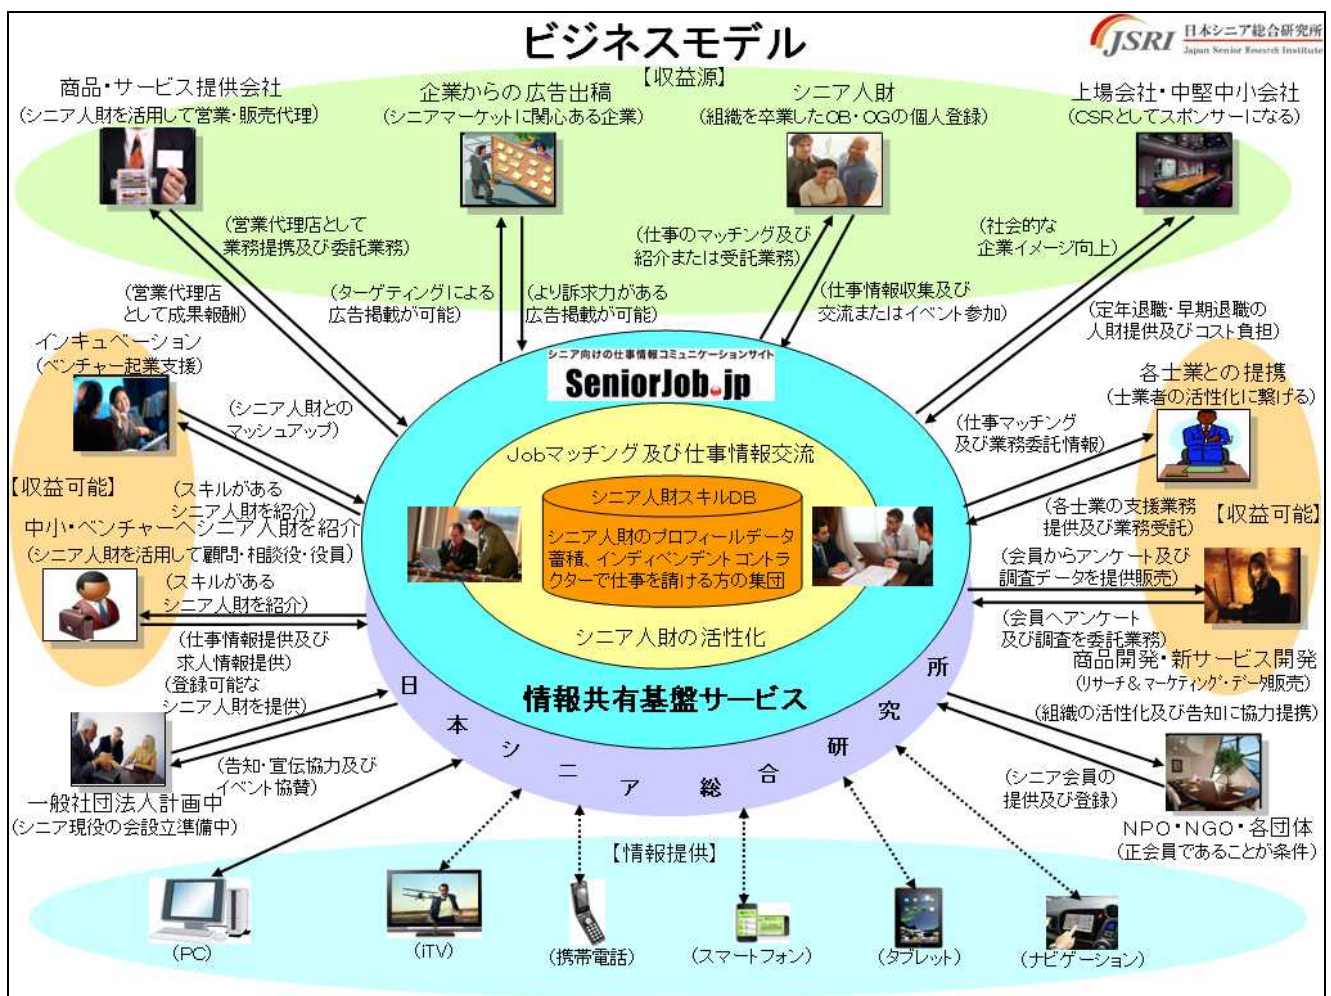 ビジネスモデル
JSRI 日本シニア総合研究所
Japan Senior Research Institute
【収益源】
商品・サービス提供会社
(シニア人財を活用して営業・販売代理)
企業からの広告出稿
(シニアマーケットに関心ある企業)
シニア人財
(組織を卒業したOB・OGの個人登録)
上場会社・中堅中小会社
(CSRとしてスポンサーになる)
(営業代理店として
業務提携及び委託業務)
(仕事のマッチング及び
紹介または受託業務)
(社会的な
企業イメージ向上)
(営業代理店
として成果報酬)
(ターゲティングによる
広告掲載が可能)
(より訴求力がある
広告掲載が可能)
(仕事情報収集及び
交流またはイベント参加)
(定年退職・早期退職の
人財提供及びコスト負担)
インキュベーション
(ベンチャー起業支援)
シニア向けの仕事情報コミュニケーションサイト
SeniorJob.jp
各士業との提携
(士業者の活性化に繋げる)
(シニア人財との
マッシュアップ)
(仕事マッチング
及び業務委託情報)
Jobマッチング及び仕事情報交流
【収益可能】
(スキルがある
シニア人財を紹介)
シニア人財スキルDB
シニア人財のプロフィールデータ
蓄積、インディペンデントコントラ
クターで仕事を請ける方の集団
(各士業の支援業務
提供及び業務受託)
【収益可能】
中小・ベンチャーへシニア人財を紹介
(シニア人財を活用して顧問・相談役・役員)
(会員からアンケート及び
調査データを提供販売)
(スキルがある
シニア人財を紹介)
(会員へアンケート
及び調査を委託業務)
シニア人財の活性化
(仕事情報提供及び
求人情報提供)
商品開発・新サービス開発
(リサーチ＆マーケティング・データ販売)
(登録可能な
シニア人財を提供)
情報共有基盤サービス
日本シニア総合研究所
(組織の活性化及び告知に協力提携)
(告知・宣伝協力及び
イベント協賛)
(シニア会員の
提供及び登録)
一般社団法人計画中
(シニア現役の会設立準備中)
NPO・NGO・各団体
(正会員であることが条件)
【情報提供】
(PC)
(iTV)
(携帯電話)
(スマートフォン)
(タブレット)
(ナビゲーション)